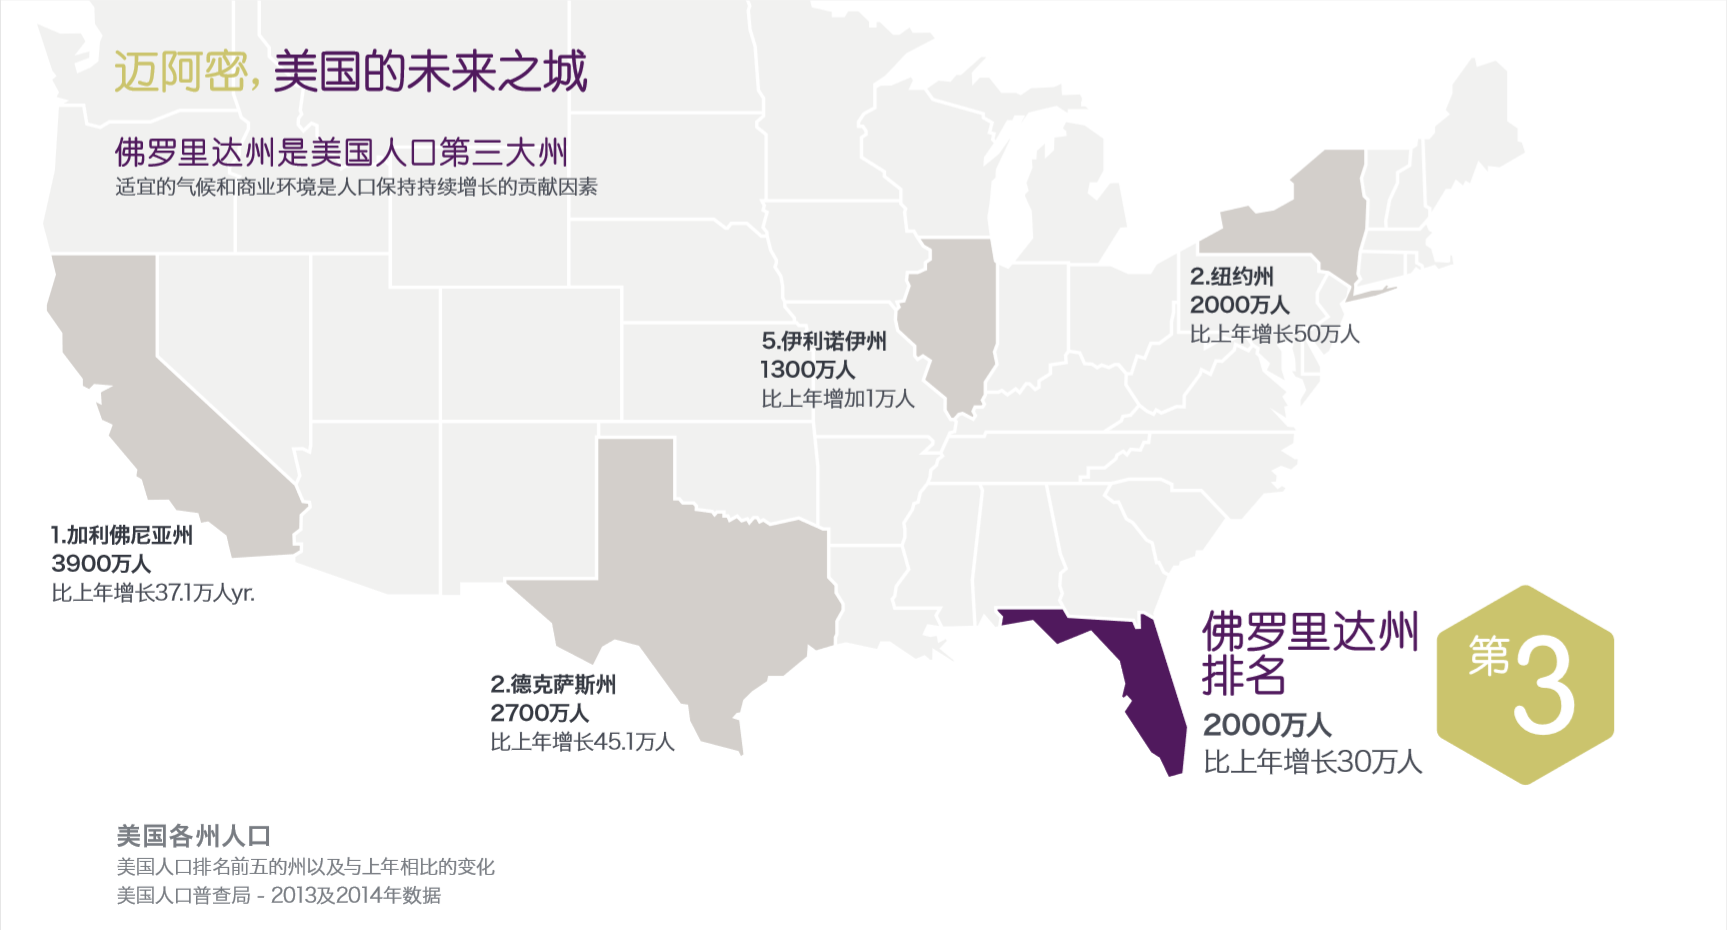 迈阿密, 美国的未来之城
佛罗里达州是美国人口第三大州
适宜的气候和商业环境是人口保持持续增长的贡献因素
2.纽约州
2000万人
比上年增长50万人
5.伊利诺伊州
1300万人
比上年增加1万人
1.加利佛尼亚州
3900万人
比上年增长37.1万人yr.
2.德克萨斯州
2700万人
比上年增长45.1万人
佛罗里达州
排名
2000万人
比上年增长30万人
第3
美国各州人口
美国人口排名前五的州以及与上年相比的变化
美国人口普查局 - 2013及2014年数据